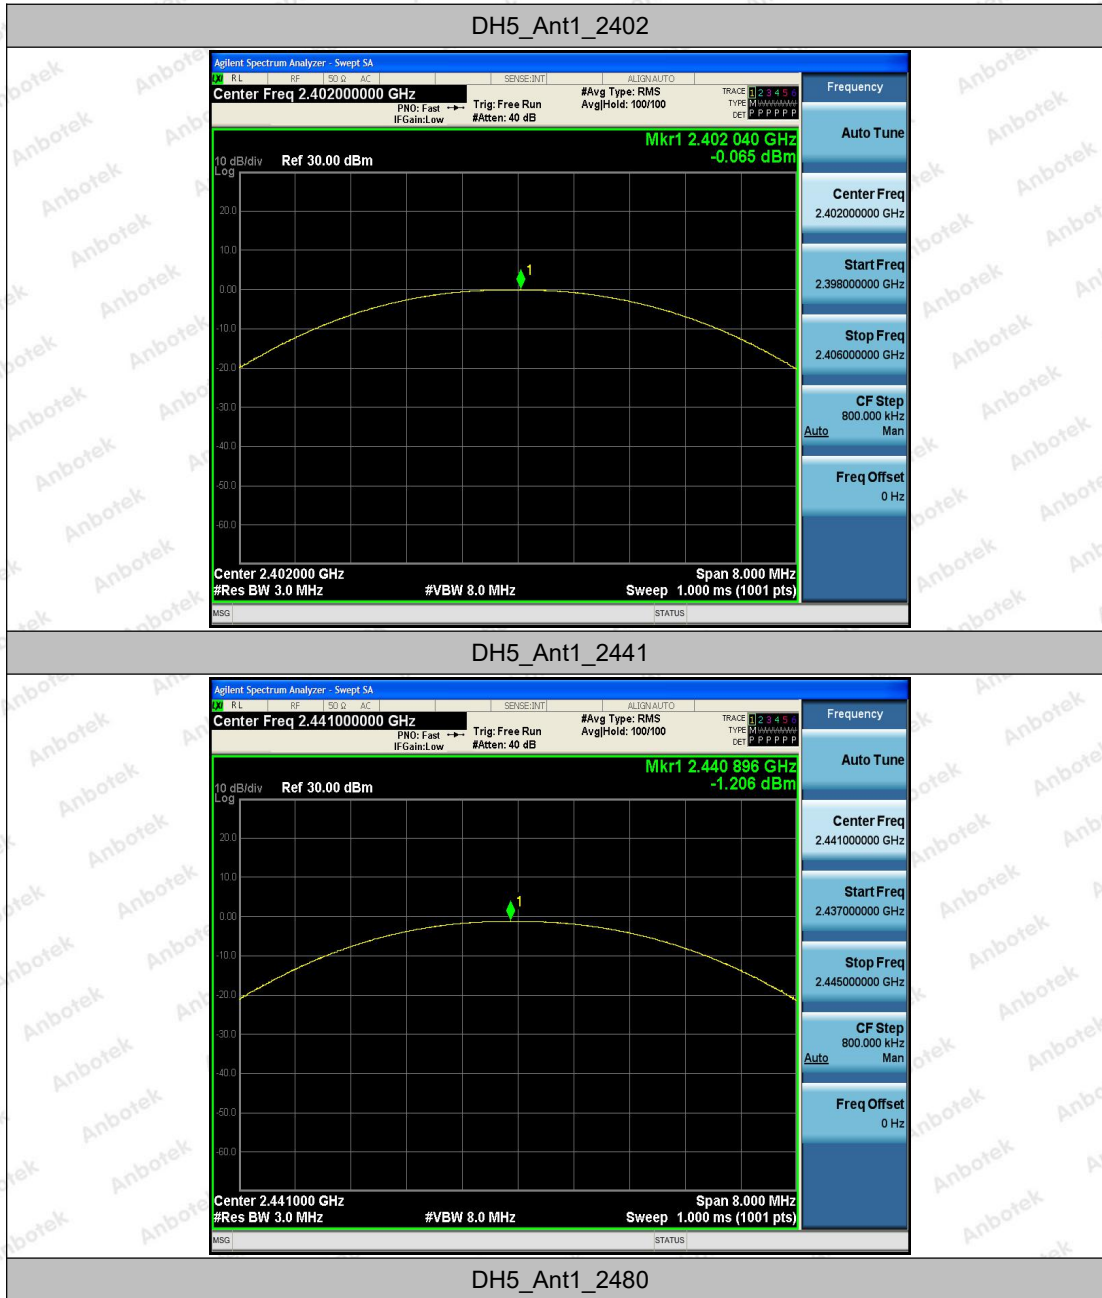 DH5_Ant1_2402
Agilent Spectrum Analyzer - Swept SA
RL RF 50 Ω AC SENSE:INT ALIGN AUTO
Center Freq 2.402000000 GHz
PNO: Fast
IFGain:Low
Trig: Free Run
#Atten: 40 dB
#Avg Type: RMS
Avg|Hold: 100/100
TRACE 1 2 3 4 5 6
TYPE M
DET P P P P P P
Mkr1 2.402 040 GHz
-0.065 dBm
10 dB/div Ref 30.00 dBm
Log
20.0
10.0
0.00
-10.0
-20.0
-30.0
-40.0
-50.0
-60.0
1
Center 2.402000 GHz
Span 8.000 MHz
#Res BW 3.0 MHz
#VBW 8.0 MHz
Sweep 1.000 ms (1001 pts)
MSG
STATUS
Frequency
Auto Tune
Center Freq
2.402000000 GHz
Start Freq
2.398000000 GHz
Stop Freq
2.406000000 GHz
CF Step
800.000 kHz
Auto Man
Freq Offset
0 Hz
DH5_Ant1_2441
Agilent Spectrum Analyzer - Swept SA
RL RF 50 Ω AC SENSE:INT ALIGN AUTO
Center Freq 2.441000000 GHz
PNO: Fast
IFGain:Low
Trig: Free Run
#Atten: 40 dB
#Avg Type: RMS
Avg|Hold: 100/100
TRACE 1 2 3 4 5 6
TYPE M
DET P P P P P P
Mkr1 2.440 896 GHz
-1.206 dBm
10 dB/div Ref 30.00 dBm
Log
20.0
10.0
0.00
-10.0
-20.0
-30.0
-40.0
-50.0
-60.0
1
Center 2.441000 GHz
Span 8.000 MHz
#Res BW 3.0 MHz
#VBW 8.0 MHz
Sweep 1.000 ms (1001 pts)
MSG
STATUS
Frequency
Auto Tune
Center Freq
2.441000000 GHz
Start Freq
2.437000000 GHz
Stop Freq
2.445000000 GHz
CF Step
800.000 kHz
Auto Man
Freq Offset
0 Hz
DH5_Ant1_2480
Anbotek